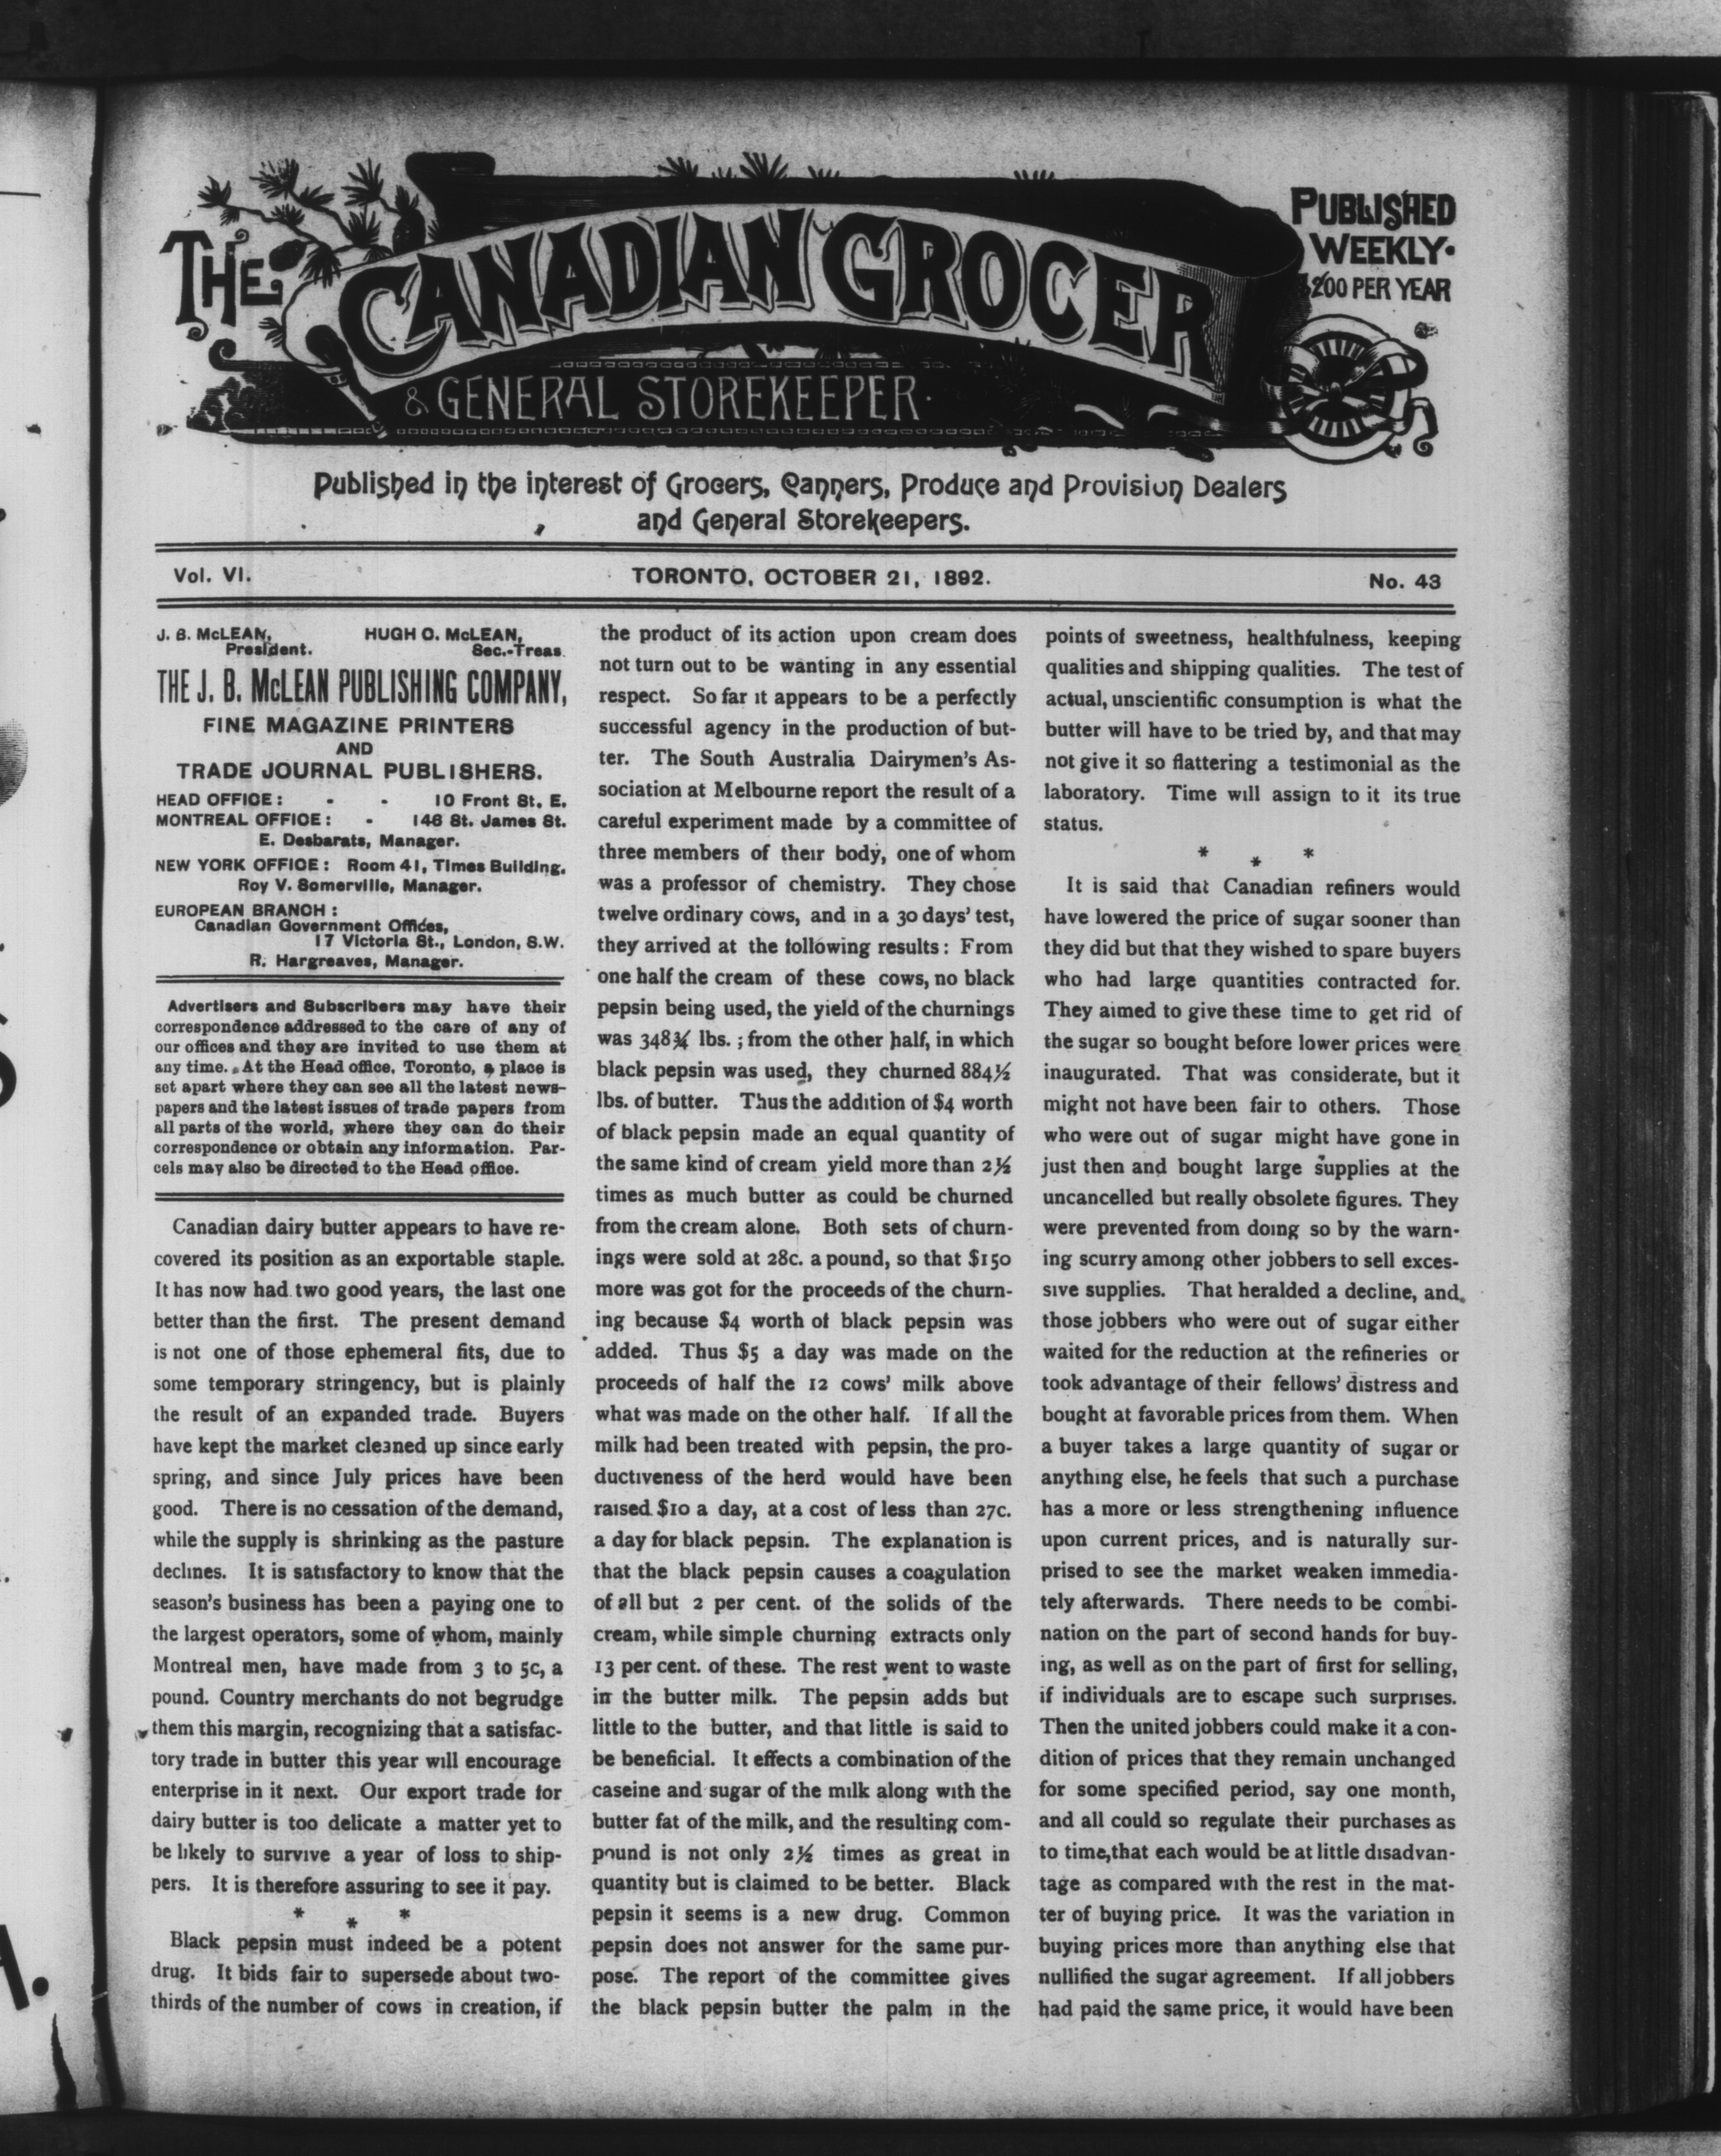 THE CANADIAN GROCER
& GENERAL STOREKEEPER.
PUBLISHED
WEEKLY.
$200 PER YEAR
Published in the interest of Grocers, Canners, Produce and Provision Dealers
and General Storekeepers.
Vol. VI. TORONTO, OCTOBER 21, 1892. No. 43
J. B. McLEAN, HUGH C. McLEAN,
President. Sec.-Treas.
THE J. B. McLEAN PUBLISHING COMPANY,
FINE MAGAZINE PRINTERS
AND
TRADE JOURNAL PUBLISHERS.
HEAD OFFICE: - - 10 Front St. E.
MONTREAL OFFICE: - 146 St. James St.
E. Desbarats, Manager.
NEW YORK OFFICE: Room 41, Times Building.
Roy V. Somerville, Manager.
EUROPEAN BRANCH:
Canadian Government Offices,
17 Victoria St., London, S.W.
R. Hargreaves, Manager.
Advertisers and Subscribers may have their
correspondence addressed to the care of any of
our offices and they are invited to use them at
any time. At the Head office, Toronto, a place is
set apart where they can see all the latest news-
papers and the latest issues of trade papers from
all parts of the world, where they can do their
correspondence or obtain any information. Par-
cels may also be directed to the Head office.
Canadian dairy butter appears to have re-
covered its position as an exportable staple.
It has now had two good years, the last one
better than the first. The present demand
is not one of those ephemeral fits, due to
some temporary stringency, but is plainly
the result of an expanded trade. Buyers
have kept the market cleaned up since early
spring, and since July prices have been
good. There is no cessation of the demand,
while the supply is shrinking as the pasture
declines. It is satisfactory to know that the
season's business has been a paying one to
the largest operators, some of whom, mainly
Montreal men, have made from 3 to 5c, a
pound. Country merchants do not begrudge
them this margin, recognizing that a satisfac-
tory trade in butter this year will encourage
enterprise in it next. Our export trade for
dairy butter is too delicate a matter yet to
be likely to survive a year of loss to ship-
pers. It is therefore assuring to see it pay.
* * *
Black pepsin must indeed be a potent
drug. It bids fair to supersede about two-
thirds of the number of cows in creation, if
the product of its action upon cream does
not turn out to be wanting in any essential
respect. So far it appears to be a perfectly
successful agency in the production of but-
ter. The South Australia Dairymen's As-
sociation at Melbourne report the result of a
careful experiment made by a committee of
three members of their body, one of whom
was a professor of chemistry. They chose
twelve ordinary cows, and in a 30 days' test,
they arrived at the following results: From
one half the cream of these cows, no black
pepsin being used, the yield of the churnings
was 348¾ lbs.; from the other half, in which
black pepsin was used, they churned 884½
lbs. of butter. Thus the addition of $4 worth
of black pepsin made an equal quantity of
the same kind of cream yield more than 2½
times as much butter as could be churned
from the cream alone. Both sets of churn-
ings were sold at 28c. a pound, so that $150
more was got for the proceeds of the churn-
ing because $4 worth of black pepsin was
added. Thus $5 a day was made on the
proceeds of half the 12 cows' milk above
what was made on the other half. If all the
milk had been treated with pepsin, the pro-
ductiveness of the herd would have been
raised $10 a day, at a cost of less than 27c.
a day for black pepsin. The explanation is
that the black pepsin causes a coagulation
of all but 2 per cent. of the solids of the
cream, while simple churning extracts only
13 per cent. of these. The rest went to waste
in the butter milk. The pepsin adds but
little to the butter, and that little is said to
be beneficial. It effects a combination of the
caseine and sugar of the milk along with the
butter fat of the milk, and the resulting com-
pound is not only 2½ times as great in
quantity but is claimed to be better. Black
pepsin it seems is a new drug. Common
pepsin does not answer for the same pur-
pose. The report of the committee gives
the black pepsin butter the palm in the
points of sweetness, healthfulness, keeping
qualities and shipping qualities. The test of
actual, unscientific consumption is what the
butter will have to be tried by, and that may
not give it so flattering a testimonial as the
laboratory. Time will assign to it its true
status.
* * *
It is said that Canadian refiners would
have lowered the price of sugar sooner than
they did but that they wished to spare buyers
who had large quantities contracted for.
They aimed to give these time to get rid of
the sugar so bought before lower prices were
inaugurated. That was considerate, but it
might not have been fair to others. Those
who were out of sugar might have gone in
just then and bought large supplies at the
uncancelled but really obsolete figures. They
were prevented from doing so by the warn-
ing scurry among other jobbers to sell exces-
sive supplies. That heralded a decline, and
those jobbers who were out of sugar either
waited for the reduction at the refineries or
took advantage of their fellows' distress and
bought at favorable prices from them. When
a buyer takes a large quantity of sugar or
anything else, he feels that such a purchase
has a more or less strengthening influence
upon current prices, and is naturally sur-
prised to see the market weaken immedia-
tely afterwards. There needs to be combi-
nation on the part of second hands for buy-
ing, as well as on the part of first for selling,
if individuals are to escape such surprises.
Then the united jobbers could make it a con-
dition of prices that they remain unchanged
for some specified period, say one month,
and all could so regulate their purchases as
to time,that each would be at little disadvan-
tage as compared with the rest in the mat-
ter of buying price. It was the variation in
buying prices more than anything else that
nullified the sugar agreement. If all jobbers
had paid the same price, it would have been